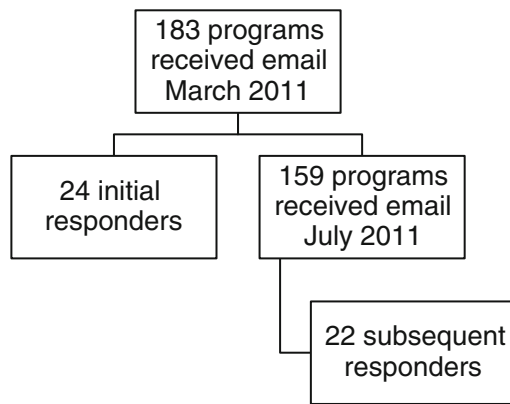 183 programs
received email
March 2011
24 initial
responders
159 programs
received email
July 2011
22 subsequent
responders